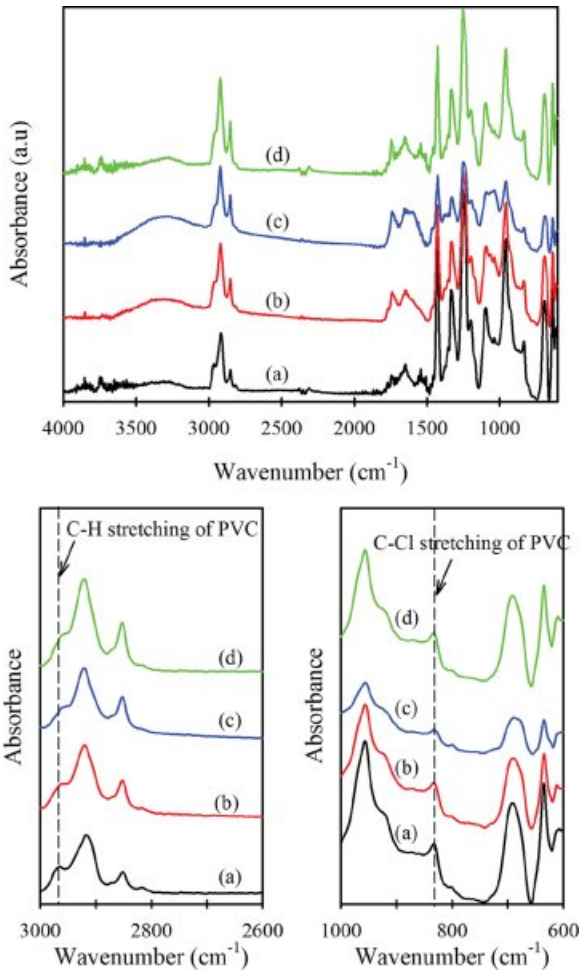 Absorbance (a.u)
(d)
(c)
(b)
(a)
4000 3500 3000 2500 2000 1500 1000
Wavenumber (cm-1)
C-H stretching of PVC
(d)
(c)
(b)
(a)
Absorbance
3000 2800 2600
Wavenumber (cm-1)
C-Cl stretching of PVC
(d)
(c)
(b)
(a)
Absorbance
1000 800 600
Wavenumber (cm-1)